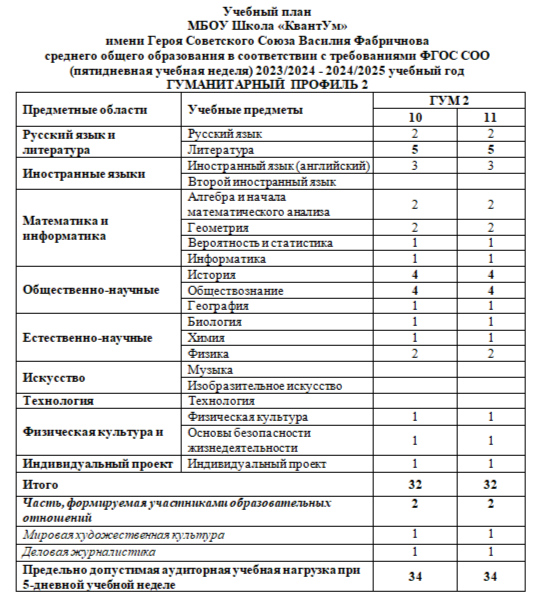 Учебный план
МБОУ Школа «КвантУм»
имени Героя Советского Союза Василия Фабричнова
среднего общего образования в соответствии с требованиями ФГОС СОО
(пятидневная учебная неделя) 2023/2024 - 2024/2025 учебный год
ГУМАНИТАРНЫЙ ПРОФИЛЬ 2
Предметные области Учебные предметы ГУМ 2
10 11
Русский язык и литература Русский язык 2 2
Литература 5 5
Иностранные языки Иностранный язык (английский) 3 3
Второй иностранный язык
Математика и информатика Алгебра и начала математического анализа 2 2
Геометрия 2 2
Вероятность и статистика 1 1
Информатика 1 1
Общественно-научные История 4 4
Обществознание 4 4
География 1 1
Естественно-научные Биология 1 1
Химия 1 1
Физика 2 2
Искусство Музыка
Изобразительное искусство
Технология Технология
Физическая культура и Физическая культура 1 1
Основы безопасности жизнедеятельности 1 1
Индивидуальный проект Индивидуальный проект 1 1
Итого 32 32
Часть, формируемая участниками образовательных отношений 2 2
Мировая художественная культура 1 1
Деловая журналистика 1 1
Предельно допустимая аудиторная учебная нагрузка при 5-дневной учебной неделе 34 34